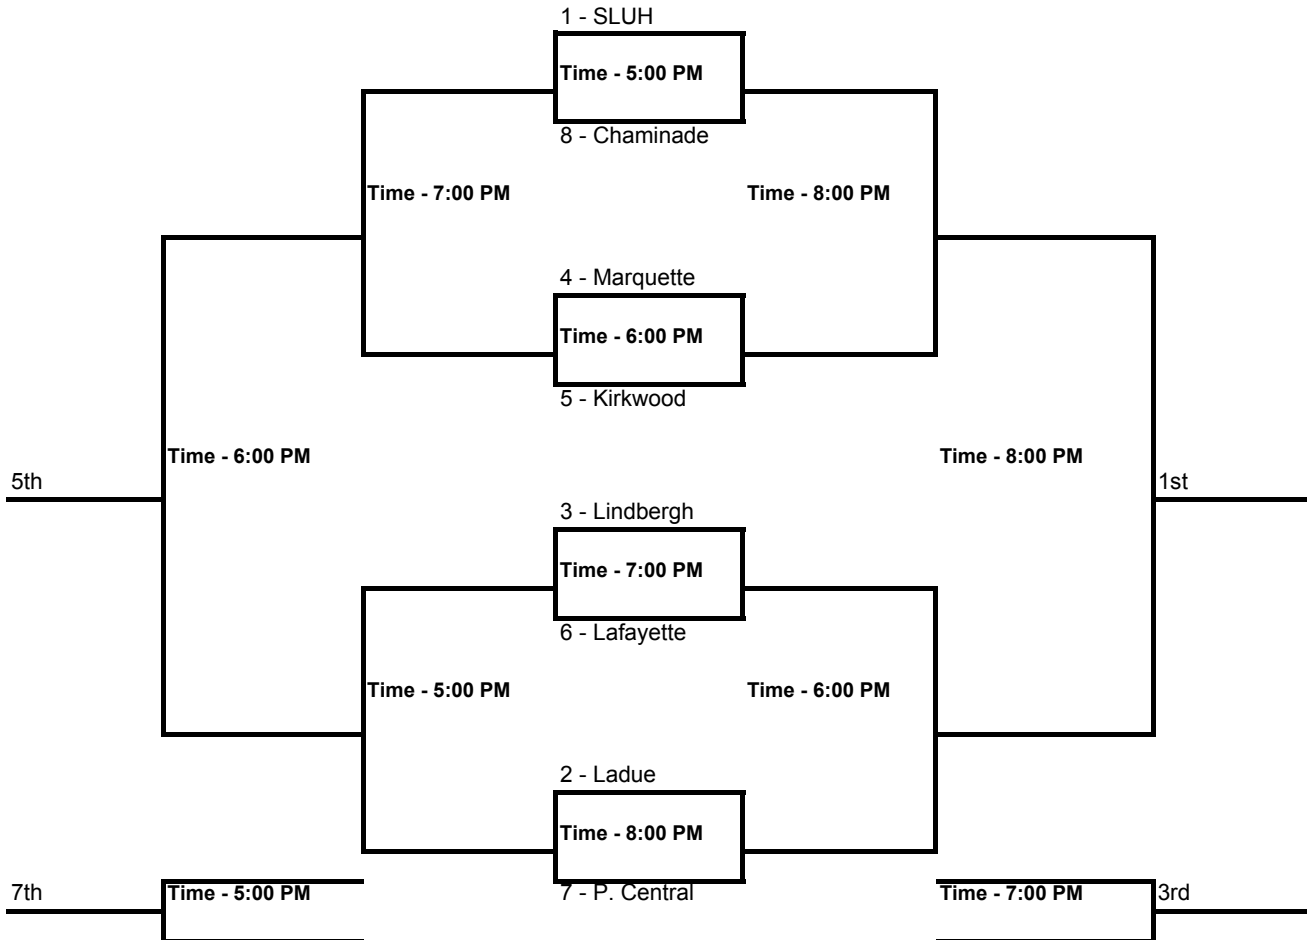 1 - SLUH
Time - 5:00 PM
8 - Chaminade
Time - 7:00 PM
Time - 8:00 PM
4 - Marquette
Time - 6:00 PM
5 - Kirkwood
Time - 6:00 PM
Time - 8:00 PM
5th
1st
3 - Lindbergh
Time - 7:00 PM
6 - Lafayette
Time - 5:00 PM
Time - 6:00 PM
2 - Ladue
Time - 8:00 PM
7th
Time - 5:00 PM
7 - P. Central
Time - 7:00 PM
3rd